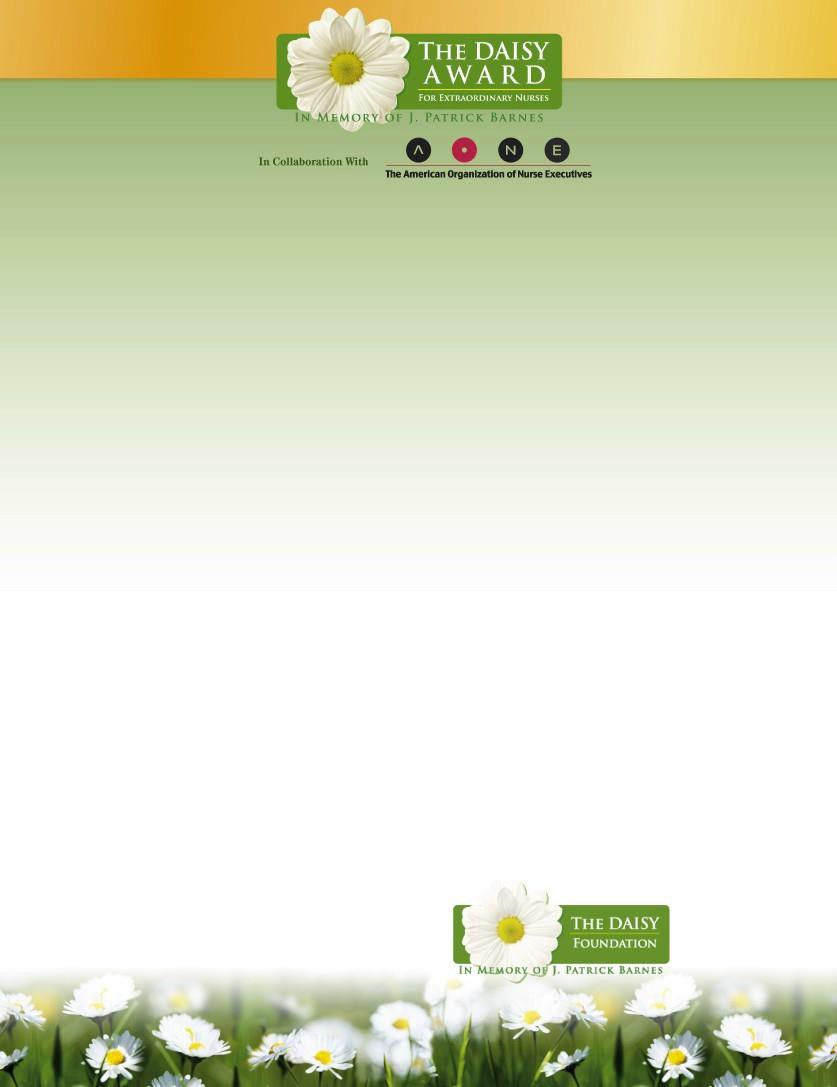 THE DAISY
AWARD
FOR EXTRAORDINARY NURSES
IN MEMORY OF J. PATRICK BARNES
In Collaboration With
A O N E
The American Organization of Nurse Executives
THE DAISY
FOUNDATION
IN MEMORY OF J. PATRICK BARNES